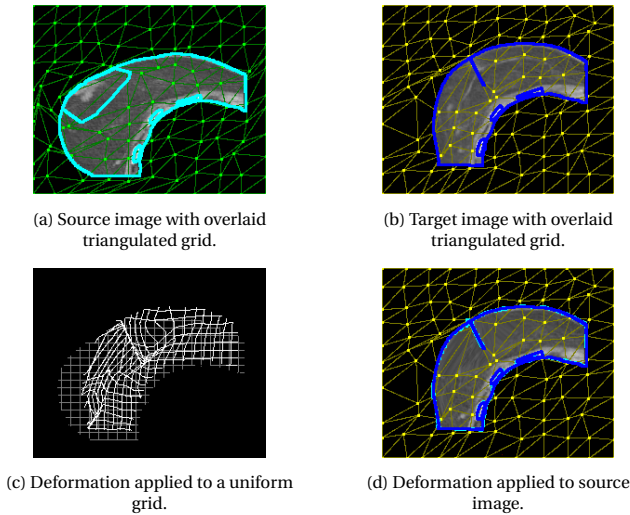 (a) Source image with overlaid
triangulated grid.
(b) Target image with overlaid
triangulated grid.
(c) Deformation applied to a uniform
grid.
(d) Deformation applied to source
image.